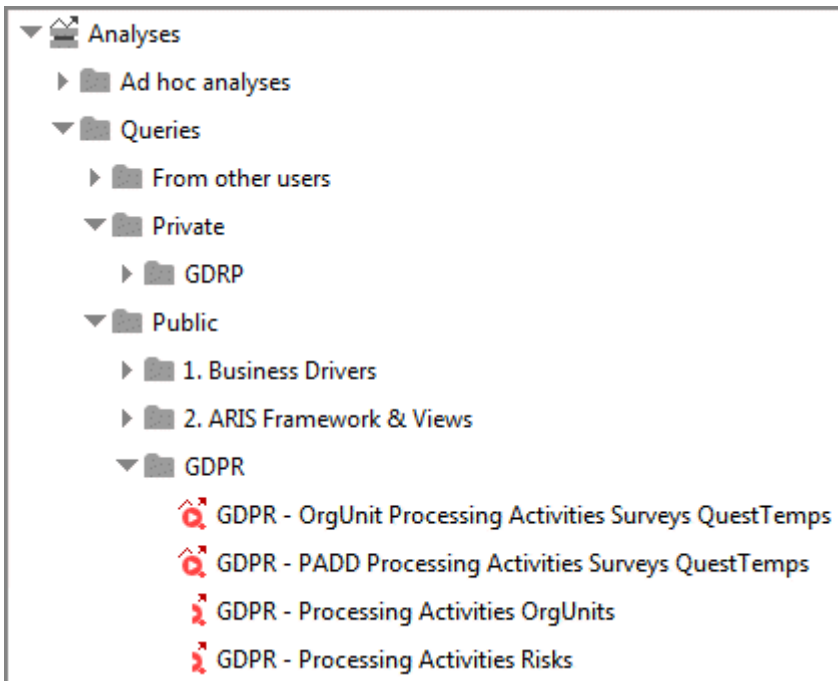 Analyses
Ad hoc analyses
Queries
From other users
Private
GDRP
Public
1. Business Drivers
2. ARIS Framework & Views
GDPR
GDPR - OrgUnit Processing Activities Surveys QuestTemps
GDPR - PADD Processing Activities Surveys QuestTemps
GDPR - Processing Activities OrgUnits
GDPR - Processing Activities Risks